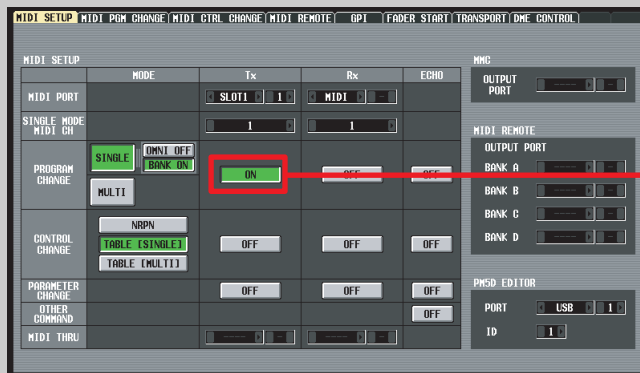 MIDI SETUP MIDI PGM CHANGE MIDI CTRL CHANGE MIDI REMOTE GPI FADER START TRANSPORT DME CONTROL
MIDI SETUP
MODE Tx Rx ECHO
MIDI PORT SLOT1 1 MIDI -
SINGLE MODE MIDI CH 1 1
PROGRAM CHANGE
SINGLE OMNI OFF
BANK ON
MULTI
ON OFF OFF
CONTROL CHANGE
NRPN
TABLE [SINGLE]
TABLE [MULTI]
OFF OFF OFF
PARAMETER CHANGE OFF OFF OFF
OTHER COMMAND OFF
MIDI THRU ---- - ---- -
MMC
OUTPUT PORT ---- -
MIDI REMOTE
OUTPUT PORT
BANK A ---- -
BANK B ---- -
BANK C ---- -
BANK D ---- -
PM5D EDITOR
PORT USB 1
ID 1